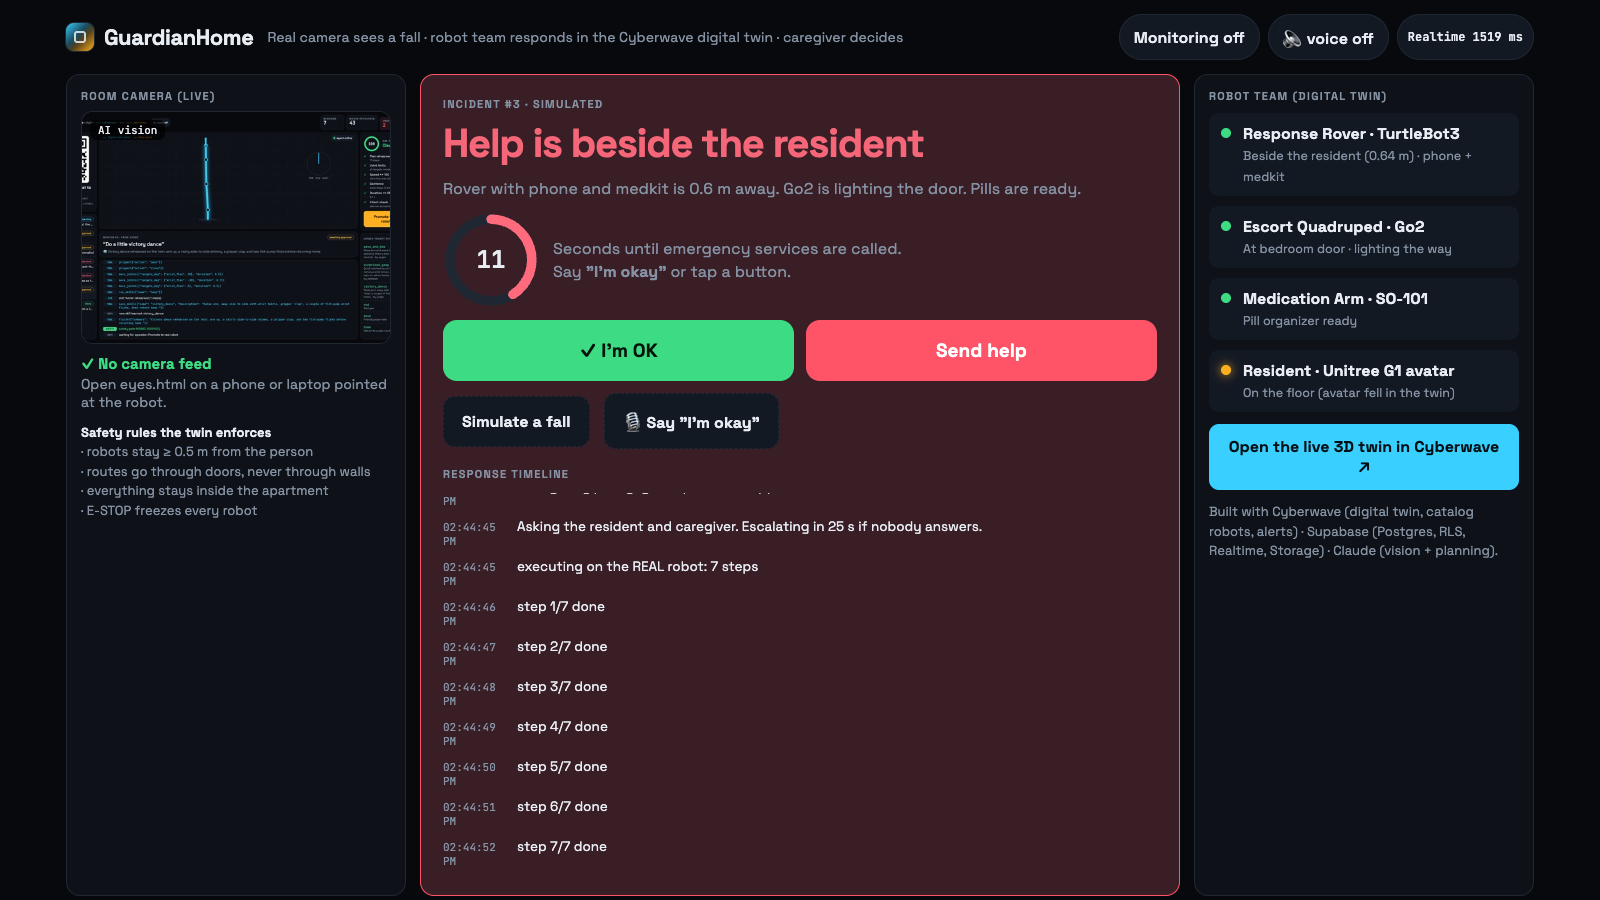 GuardianHome
Real camera sees a fall · robot team responds in the Cyberwave digital twin · caregiver decides
Monitoring off
🔈 voice off
Realtime 1519 ms
ROOM CAMERA (LIVE)
AI vision
"Do a little victory dance"
✓ No camera feed
Open eyes.html on a phone or laptop pointed
at the robot.
Safety rules the twin enforces
· robots stay ≥ 0.5 m from the person
· routes go through doors, never through walls
· everything stays inside the apartment
· E-STOP freezes every robot
INCIDENT #3 · SIMULATED
Help is beside the resident
Rover with phone and medkit is 0.6 m away. Go2 is lighting the door. Pills are ready.
11
Seconds until emergency services are called.
Say "I'm okay" or tap a button.
✓ I'm OK
Send help
Simulate a fall
🎙 Say "I'm okay"
RESPONSE TIMELINE
PM
02:44:45 PM Asking the resident and caregiver. Escalating in 25 s if nobody answers.
02:44:45 PM executing on the REAL robot: 7 steps
02:44:46 PM step 1/7 done
02:44:47 PM step 2/7 done
02:44:48 PM step 3/7 done
02:44:49 PM step 4/7 done
02:44:50 PM step 5/7 done
02:44:51 PM step 6/7 done
02:44:52 PM step 7/7 done
ROBOT TEAM (DIGITAL TWIN)
Response Rover · TurtleBot3
Beside the resident (0.64 m) · phone +
medkit
Escort Quadruped · Go2
At bedroom door · lighting the way
Medication Arm · SO-101
Pill organizer ready
Resident · Unitree G1 avatar
On the floor (avatar fell in the twin)
Open the live 3D twin in Cyberwave
↗
Built with Cyberwave (digital twin, catalog
robots, alerts) · Supabase (Postgres, RLS,
Realtime, Storage) · Claude (vision + planning).